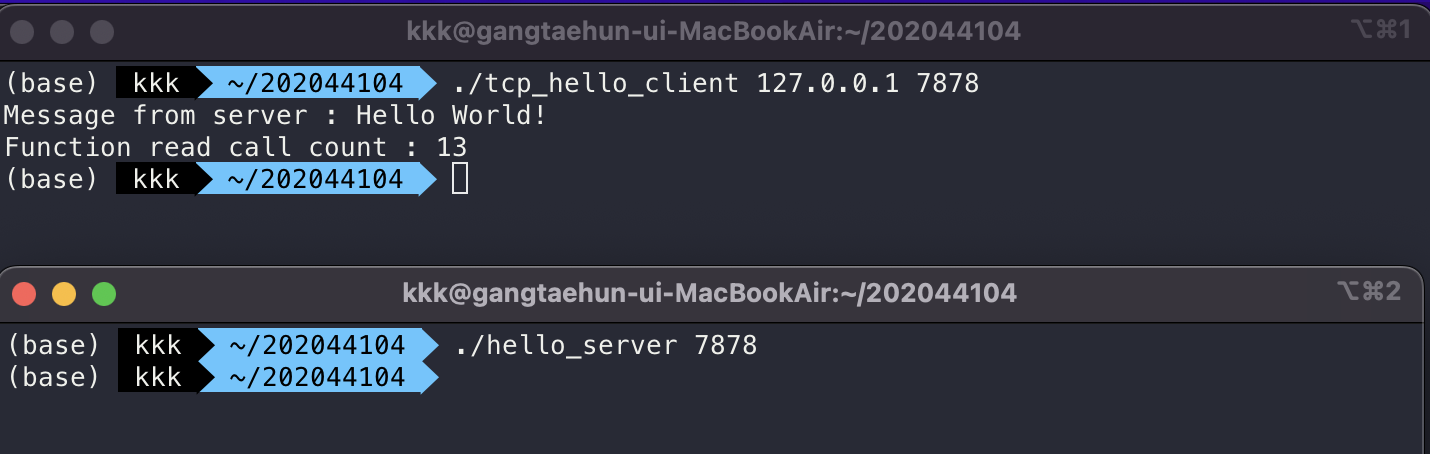 kkk@gangtaehun-ui-MacBookAir:~/202044104 ⌥⌘1
(base) kkk ~/202044104 ./tcp_hello_client 127.0.0.1 7878
Message from server : Hello World!
Function read call count : 13
(base) kkk ~/202044104
kkk@gangtaehun-ui-MacBookAir:~/202044104 ⌥⌘2
(base) kkk ~/202044104 ./hello_server 7878
(base) kkk ~/202044104